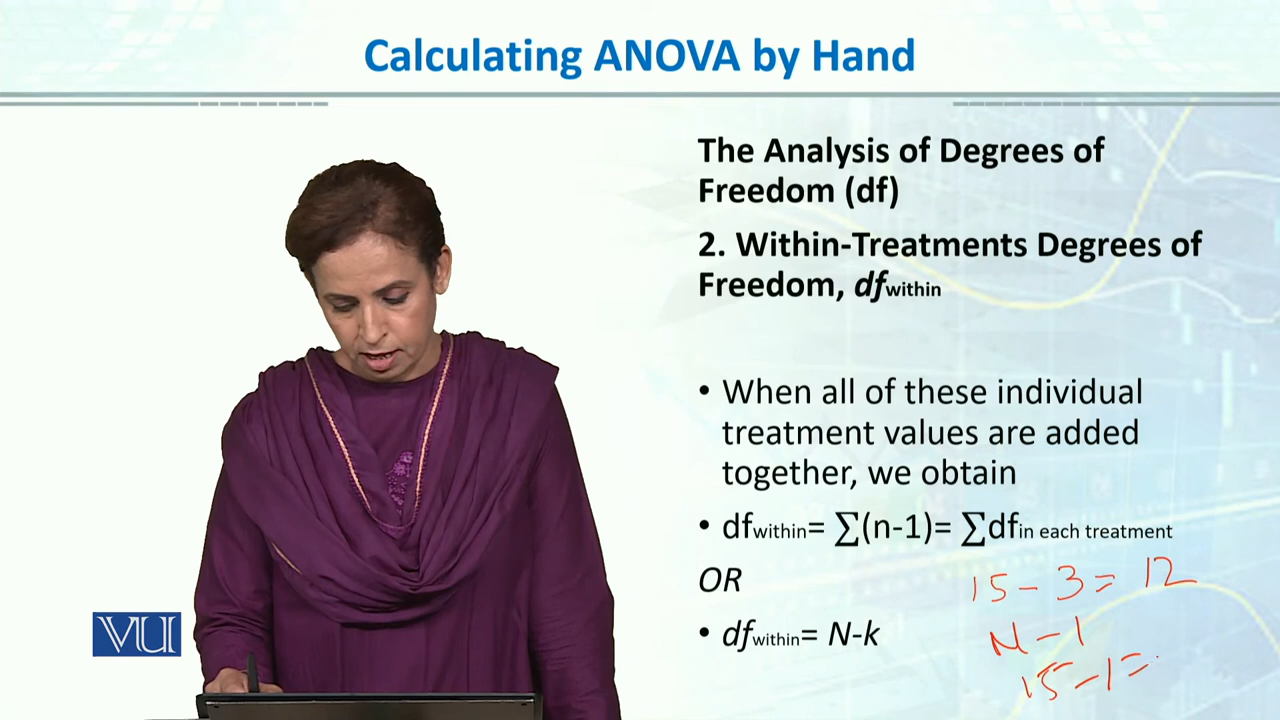 Calculating ANOVA by Hand
The Analysis of Degrees of
Freedom (df)
2. Within-Treatments Degrees of
Freedom, dfwithin
• When all of these individual
treatment values are added
together, we obtain
• dfwithin= ∑(n-1)= ∑dfin each treatment
OR
15 - 3 = 12
• dfwithin= N-k
N - 1
15 - 1 =
VU